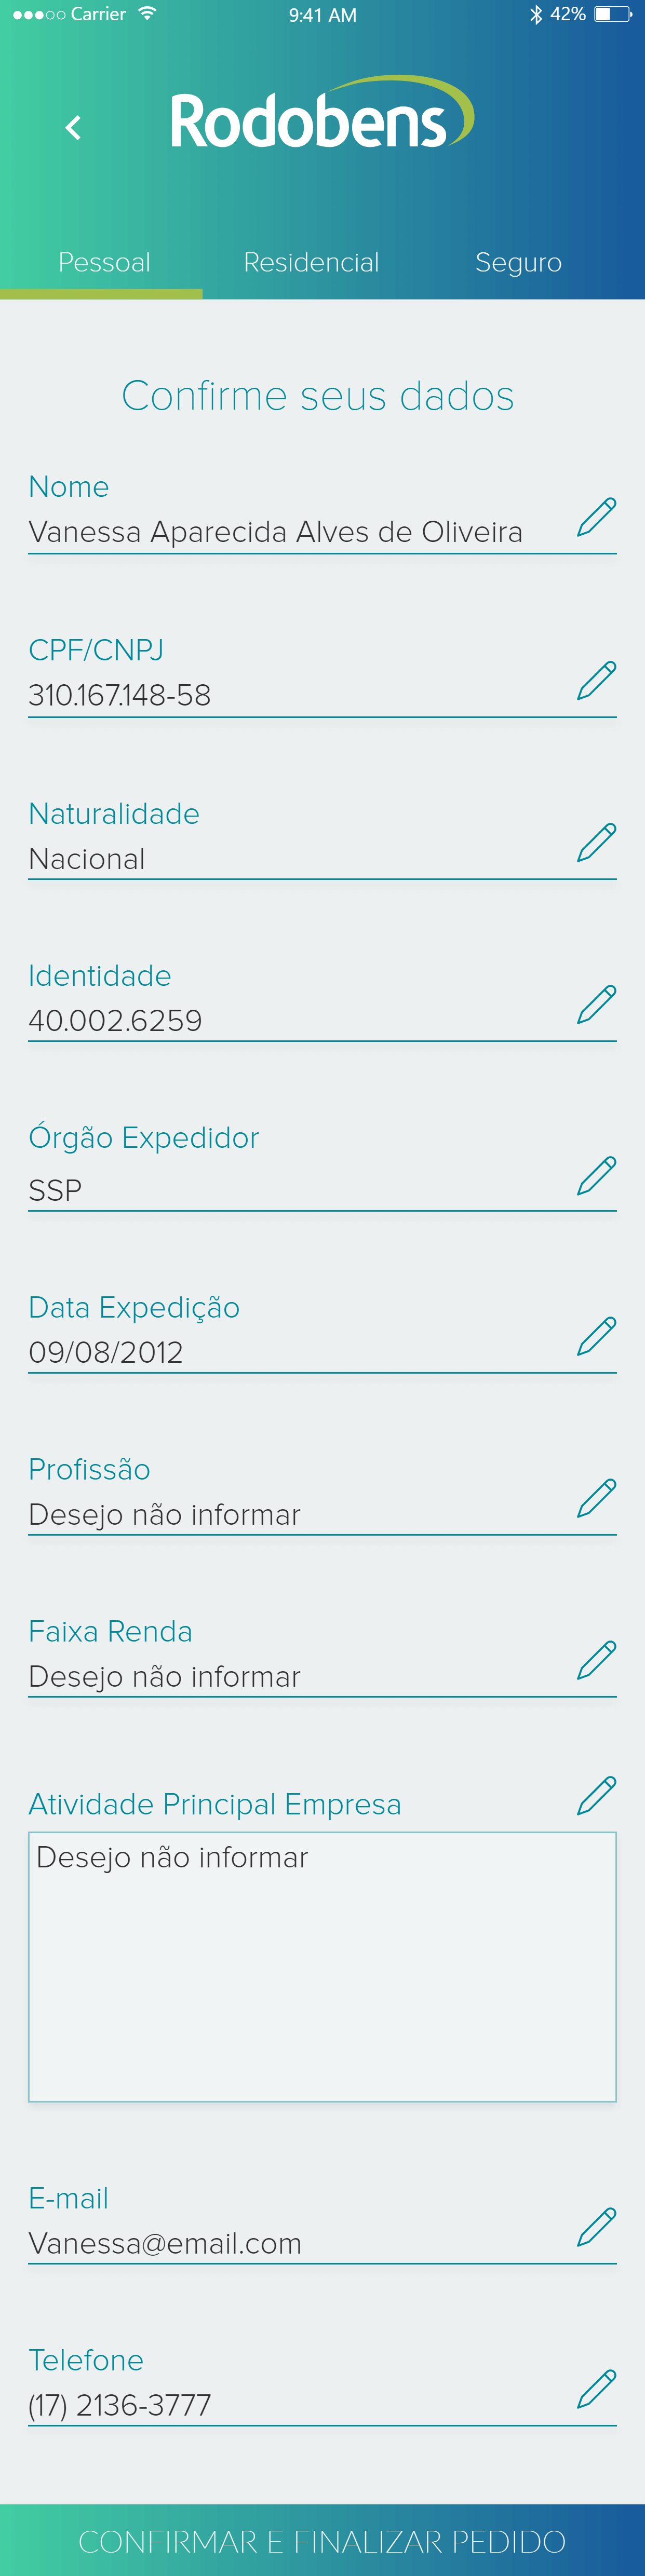 Carrier 9:41 AM 42%
Rodobens
Pessoal Residencial Seguro
Confirme seus dados
Nome
Vanessa Aparecida Alves de Oliveira
CPF/CNPJ
310.167.148-58
Naturalidade
Nacional
Identidade
40.002.6259
Órgão Expedidor
SSP
Data Expedição
09/08/2012
Profissão
Desejo não informar
Faixa Renda
Desejo não informar
Atividade Principal Empresa
Desejo não informar
E-mail
Vanessa@email.com
Telefone
(17) 2136-3777
CONFIRMAR E FINALIZAR PEDIDO